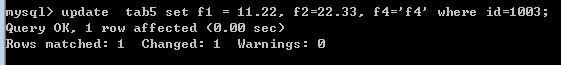 mysql> update  tab5 set f1 = 11.22, f2=22.33, f4='f4' where id=1003;
Query OK, 1 row affected (0.00 sec)
Rows matched: 1  Changed: 1  Warnings: 0